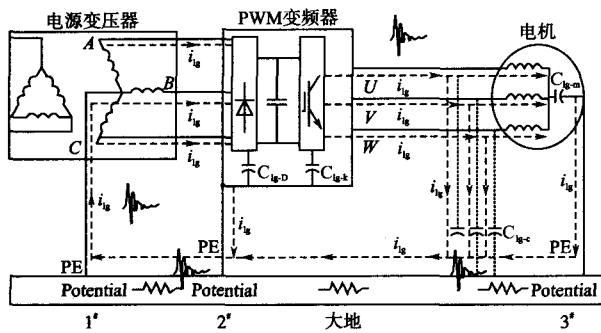 电源变压器 PWM变频器 电机
A i_lg
B i_lg
C i_lg
U i_lg
V i_lg
W i_lg
C_lg-m
C_lg-D C_lg-k
i_lg i_lg i_lg i_lg
C_lg-c
PE PE i_lg PE
Potential Potential Potential
1# 2# 大地 3#